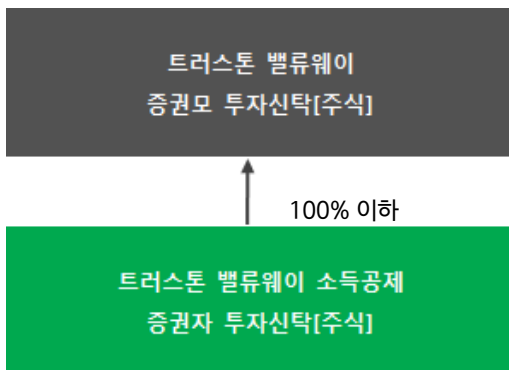 트러스톤 밸류웨이
증권모 투자신탁[주식]
100% 이하
트러스톤 밸류웨이 소득공제
증권자 투자신탁[주식]